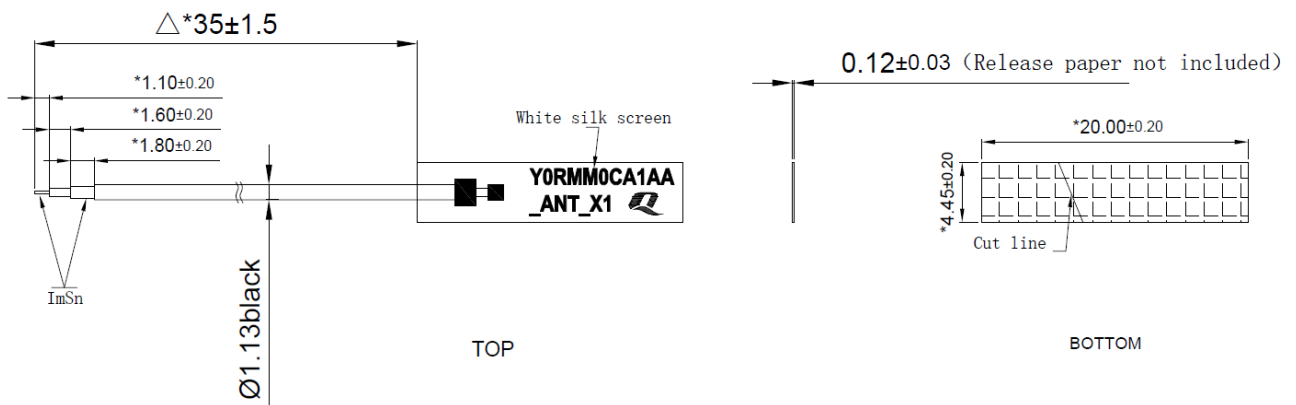 △*35±1.5
*1.10±0.20
*1.60±0.20
*1.80±0.20
ImSn
Ø1.13black
White silk screen
Y0RMM0CA1AA
_ANT_X1
TOP
0.12±0.03 (Release paper not included)
*20.00±0.20
*4.45±0.20
Cut line
BOTTOM